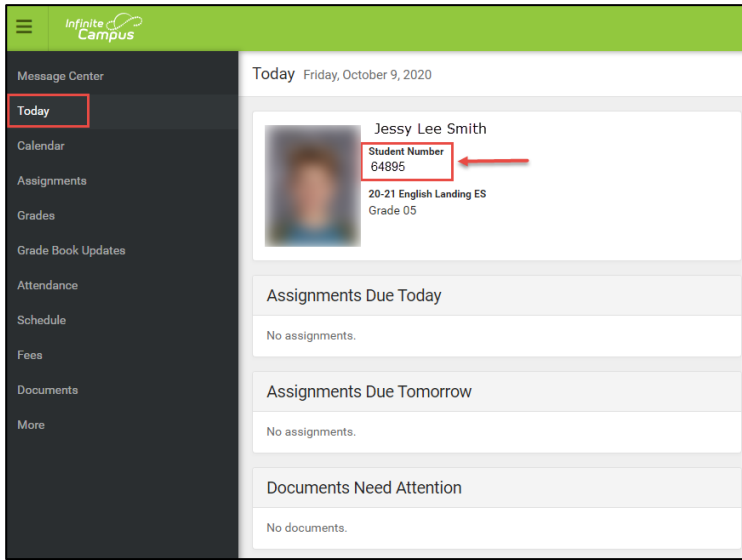 Infinite
Campus
Message Center
Today
Calendar
Assignments
Grades
Grade Book Updates
Attendance
Schedule
Fees
Documents
More
Today Friday, October 9, 2020
Jessy Lee Smith
Student Number
64895
20-21 English Landing ES
Grade 05
Assignments Due Today
No assignments.
Assignments Due Tomorrow
No assignments.
Documents Need Attention
No documents.